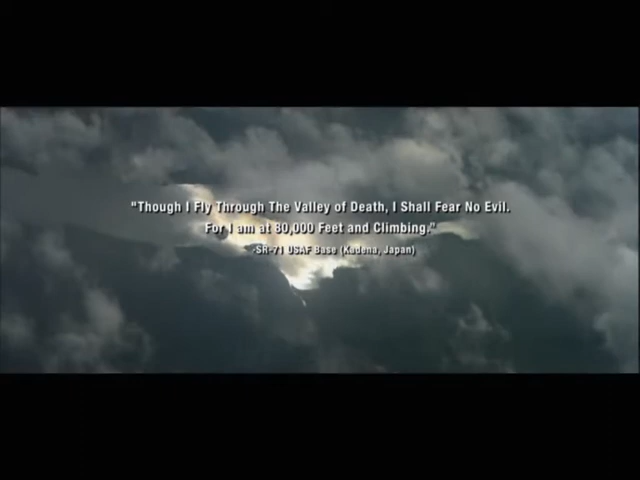 "Though I Fly Through The Valley of Death, I Shall Fear No Evil.
For I am at 80,000 Feet and Climbing."
-SR-71 USAF Base (Kadena, Japan)